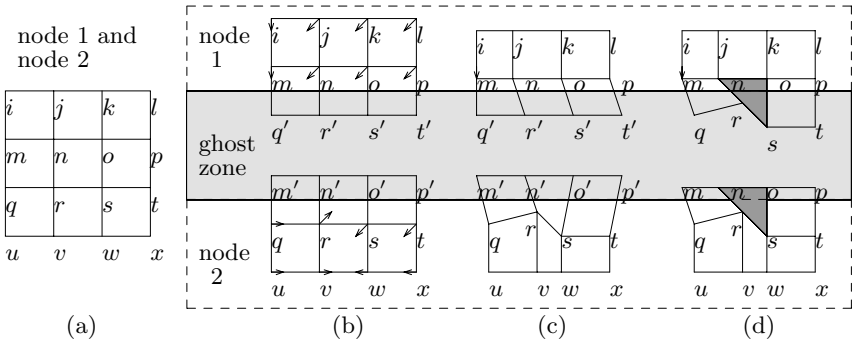 node 1 and
node 2
i j k l
m n o p
q r s t
u v w x
(a)
node
1
ghost
zone
node
2
i j k l
m n o p
q′ r′ s′ t′
m′ n′ o′ p′
q r s t
u v w x
(b)
i j k l
m n o p
q′ r′ s′ t′
m′ n′ o′ p′
q r s t
u v w x
(c)
i j k l
m n o p
q r s t
m n o p
q r s t
u v w x
(d)